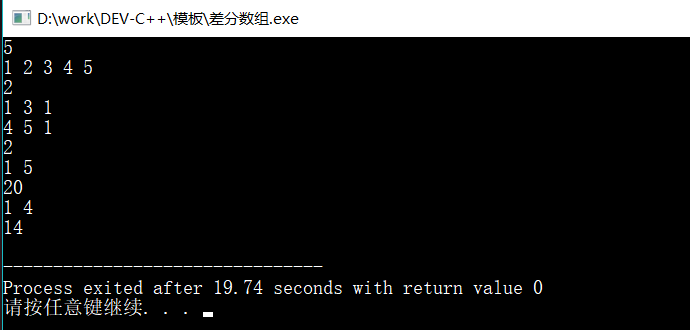 D:\work\DEV-C++\模板\差分数组.exe
5
1 2 3 4 5
2
1 3 1
4 5 1
2
1 5
20
1 4
14
--------------------------------
Process exited after 19.74 seconds with return value 0
请按任意键继续. . .